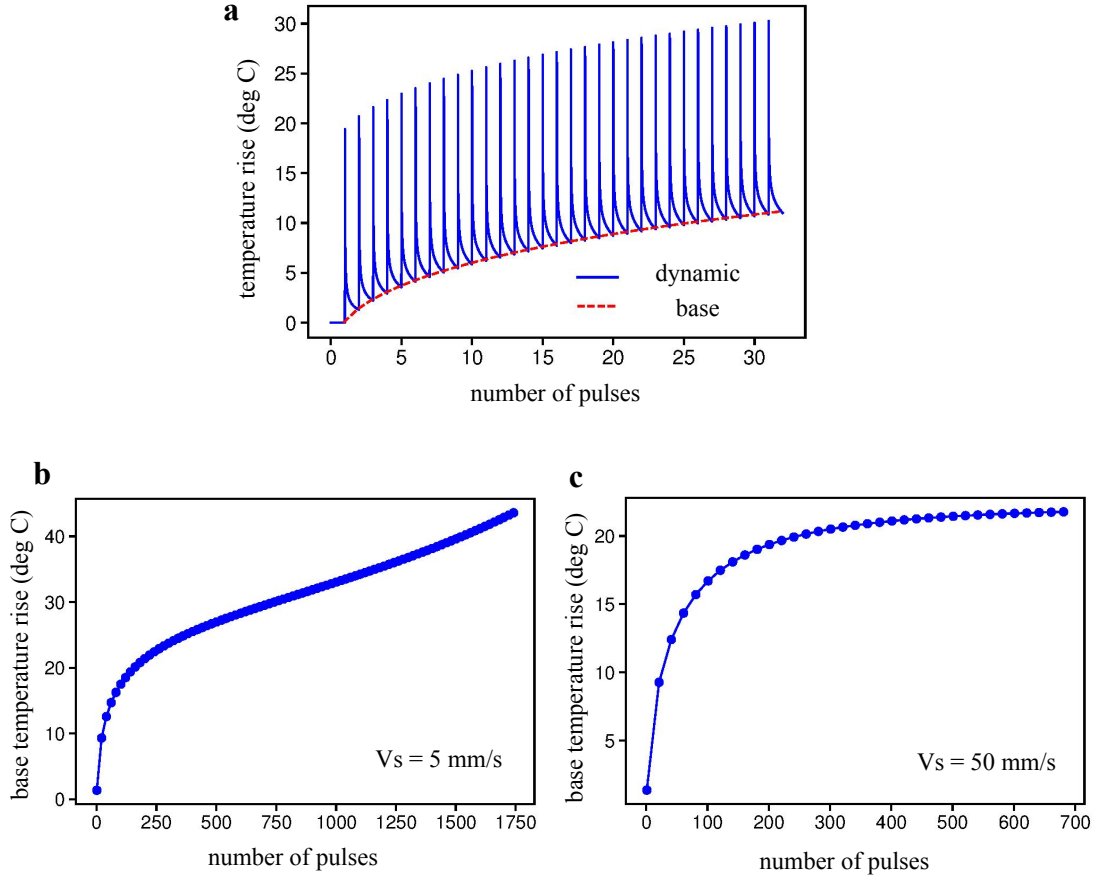 a
temperature rise (deg C)
30
25
20
15
10
5
0
dynamic
base
0 5 10 15 20 25 30
number of pulses
b
base temperature rise (deg C)
40
30
20
10
0
Vs = 5 mm/s
0 250 500 750 1000 1250 1500 1750
number of pulses
c
base temperature rise (deg C)
20
15
10
5
Vs = 50 mm/s
0 100 200 300 400 500 600 700
number of pulses